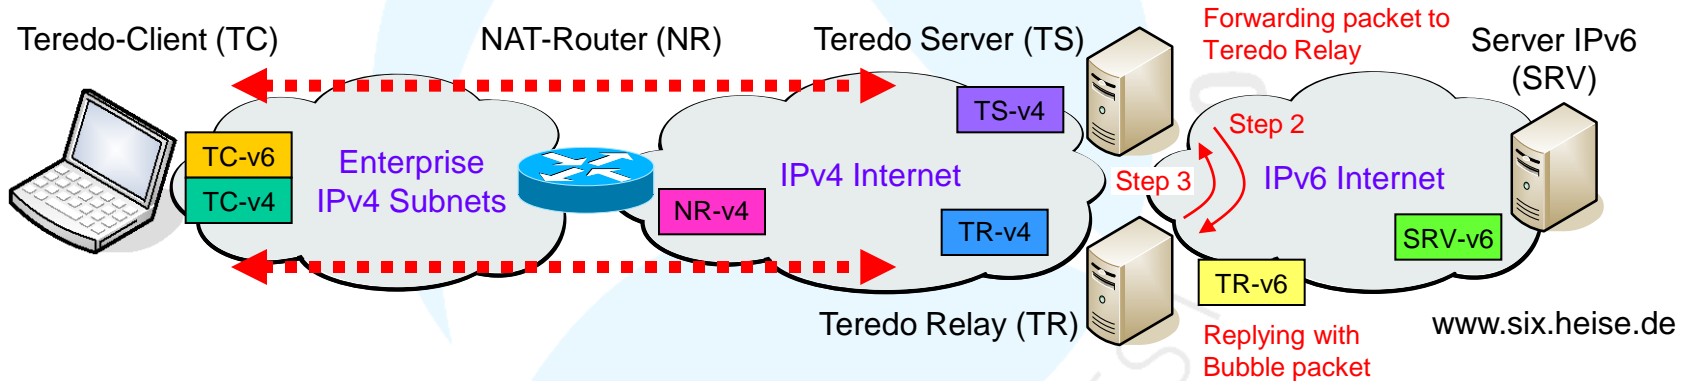 Teredo-Client (TC)
NAT-Router (NR)
Teredo Server (TS)
Forwarding packet to
Teredo Relay
Server IPv6
(SRV)
TS-v4
Step 2
TC-v6
TC-v4
Enterprise
IPv4 Subnets
IPv4 Internet
Step 3
IPv6 Internet
NR-v4
TR-v4
SRV-v6
TR-v6
Teredo Relay (TR)
Replying with
Bubble packet
www.six.heise.de